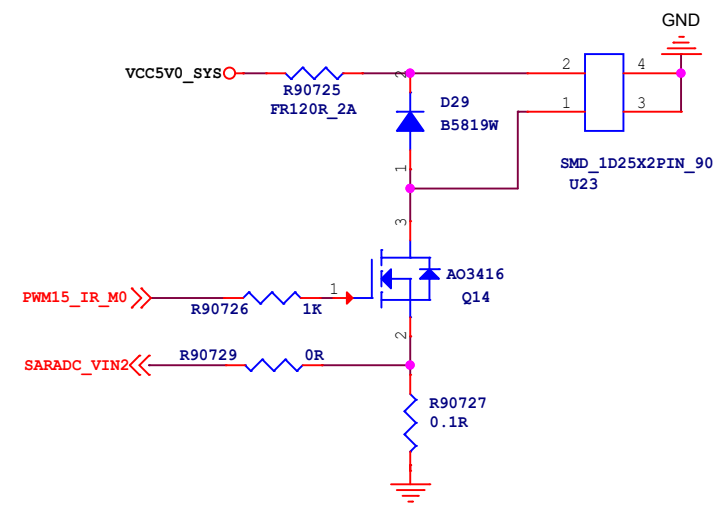 GND
VCC5V0_SYS
2
2
4
R90725
FR120R_2A
D29
B5819W
1
3
1
SMD_1D25X2PIN_90
U23
3
AO3416
Q14
PWM15_IR_M0
1
R90726
1K
2
SARADC_VIN2
R90729
0R
R90727
0.1R